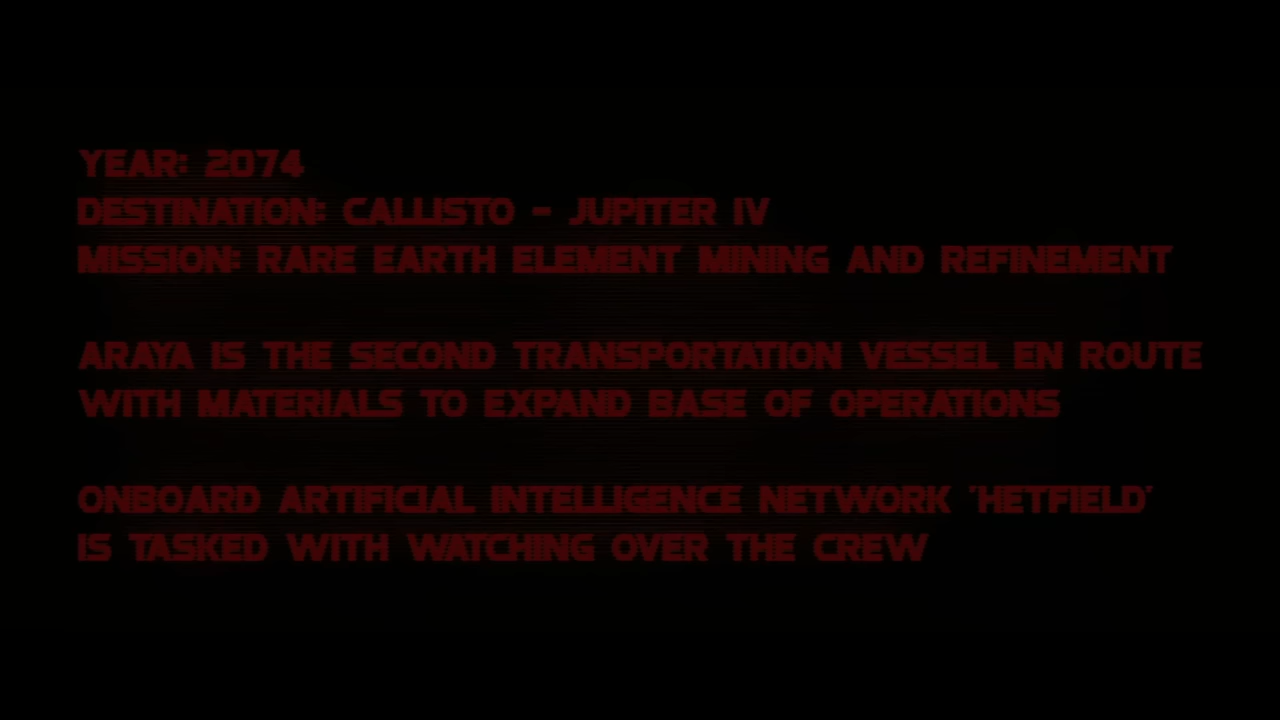 YEAR: 2074
DESTINATION: CALLISTO - JUPITER IV
MISSION: RARE EARTH ELEMENT MINING AND REFINEMENT
ARAYA IS THE SECOND TRANSPORTATION VESSEL EN ROUTE
WITH MATERIALS TO EXPAND BASE OF OPERATIONS
ONBOARD ARTIFICIAL INTELLIGENCE NETWORK 'HETFIELD'
IS TASKED WITH WATCHING OVER THE CREW